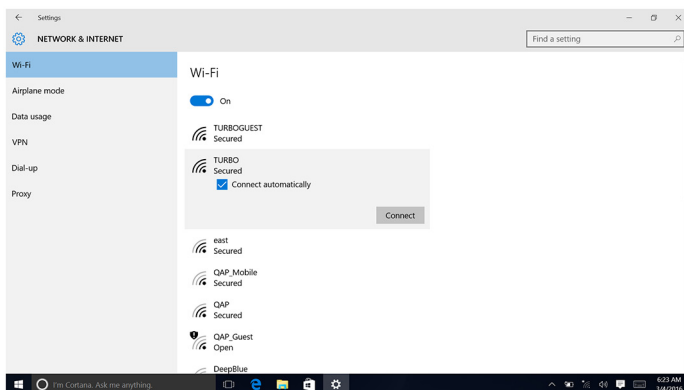 Settings
NETWORK & INTERNET
Find a setting
Wi-Fi
Airplane mode
Data usage
VPN
Dial-up
Proxy
Wi-Fi
On
TURBOGUEST
Secured
TURBO
Secured
Connect automatically
Connect
east
Secured
QAP_Mobile
Secured
QAP
Secured
QAP_Guest
Open
DeepBlue
I'm Cortana. Ask me anything.
6:23 AM
3/4/2016